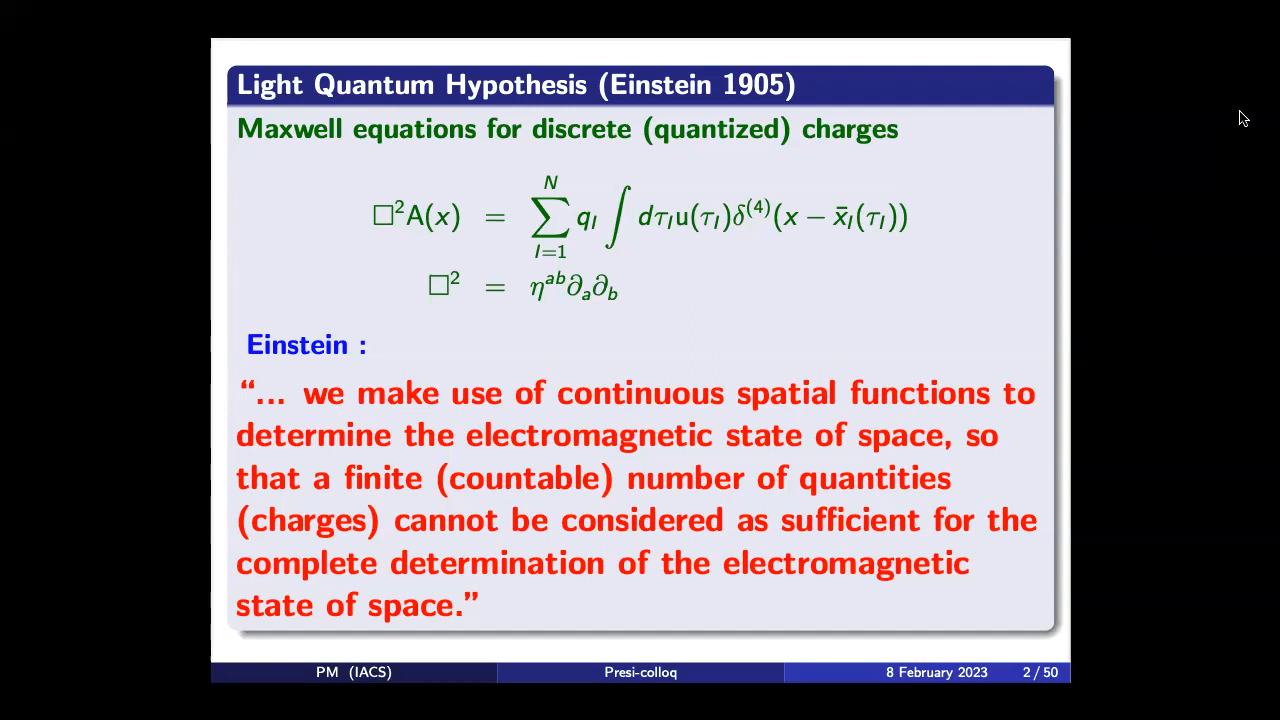 Light Quantum Hypothesis (Einstein 1905)
Maxwell equations for discrete (quantized) charges
□²A(x) = ∑_{I=1}^{N} q_I ∫ dτ_I u(τ_I) δ^{(4)}(x − x̄_I(τ_I))
□² = η^{ab}∂_a∂_b
Einstein :
“... we make use of continuous spatial functions to
determine the electromagnetic state of space, so
that a finite (countable) number of quantities
(charges) cannot be considered as sufficient for the
complete determination of the electromagnetic
state of space.”
PM (IACS) Presi-colloq 8 February 2023 2 / 50